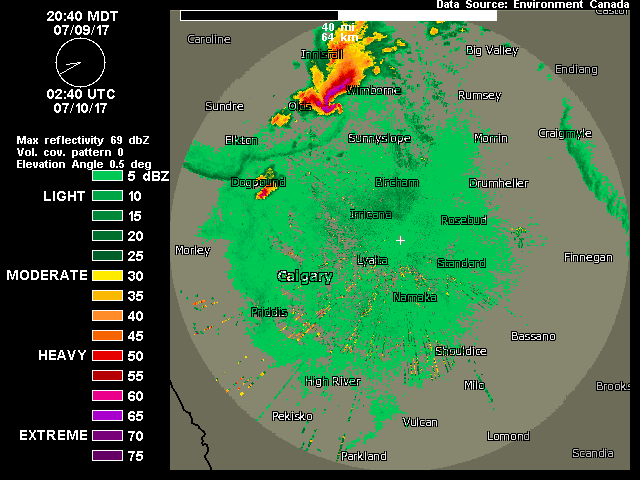 20:40 MDT
07/09/17
02:40 UTC
07/10/17
Max reflectivity 69 dbZ
Vol. cov. pattern 0
Elevation Angle 0.5 deg
5 dBZ
LIGHT 10
15
20
25
MODERATE 30
35
40
45
HEAVY 50
55
60
65
EXTREME 70
75
Data Source: Environment Canada
40 mi
64 km
Castor
Caroline
Innisfail
Big Valley
Endiang
Wimborne
Rumsey
Sundre
Olds
Elkton
Sunnyslope
Morrin
Craigmyle
Dogpound
Bircham
Drumheller
Irricana
Rosebud
Morley
Lyalta
Standard
Finnegan
Calgary
Namaka
Priddis
Bassano
Shouldice
High River
Milo
Brooks
Pekisko
Vulcan
Lomond
Parkland
Scandia